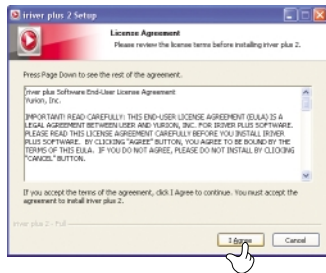 iriver plus 2 Setup
License Agreement
Please review the license terms before installing iriver plus 2.
Press Page Down to see the rest of the agreement.
iriver plus Software End-User License Agreement
Yurion, Inc.
IMPORTANT! READ CAREFULLY: THIS END-USER LICENSE AGREEMENT (EULA) IS A
LEGAL AGREEMENT BETWEEN USER AND YURION, INC. FOR IRIVER PLUS SOFTWARE.
PLEASE READ THIS LICENSE AGREEMENT CAREFULLY BEFORE YOU INSTALL IRIVER
PLUS SOFTWARE. BY CLICKING "AGREE" BUTTON, YOU AGREE TO BE BOUND BY THE
TERMS OF THIS EULA. IF YOU DO NOT AGREE, PLEASE DO NOT INSTALL BY CLICKING
"CANCEL" BUTTON.
If you accept the terms of the agreement, click I Agree to continue. You must accept the
agreement to install iriver plus 2.
iriver plus 2 - Full
I Agree
Cancel